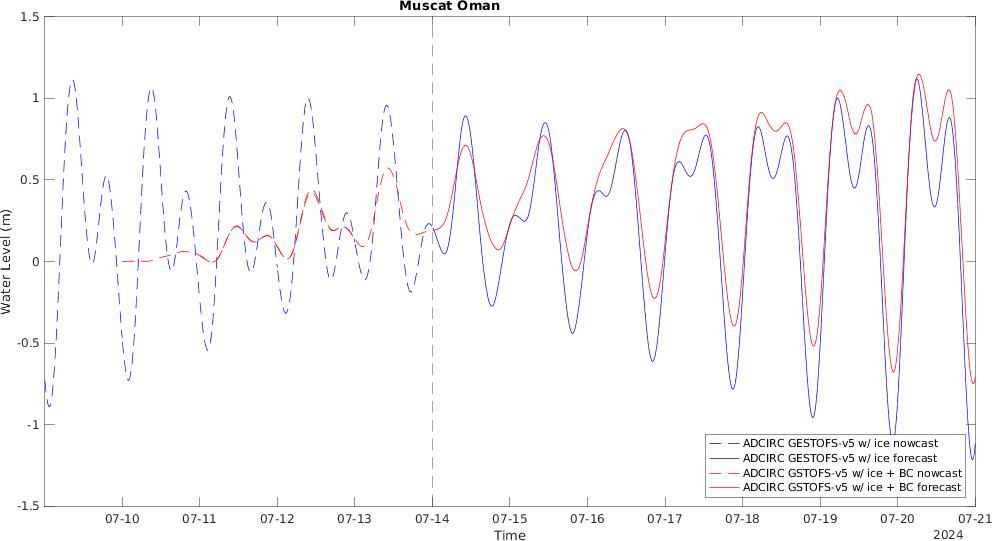 Muscat Oman
1.5
1
0.5
0
-0.5
-1
-1.5
Water Level (m)
ADCIRC GESTOFS-v5 w/ ice nowcast
ADCIRC GESTOFS-v5 w/ ice forecast
ADCIRC GSTOFS-v5 w/ ice + BC nowcast
ADCIRC GSTOFS-v5 w/ ice + BC forecast
07-10 07-11 07-12 07-13 07-14 07-15 07-16 07-17 07-18 07-19 07-20 07-21
Time
2024